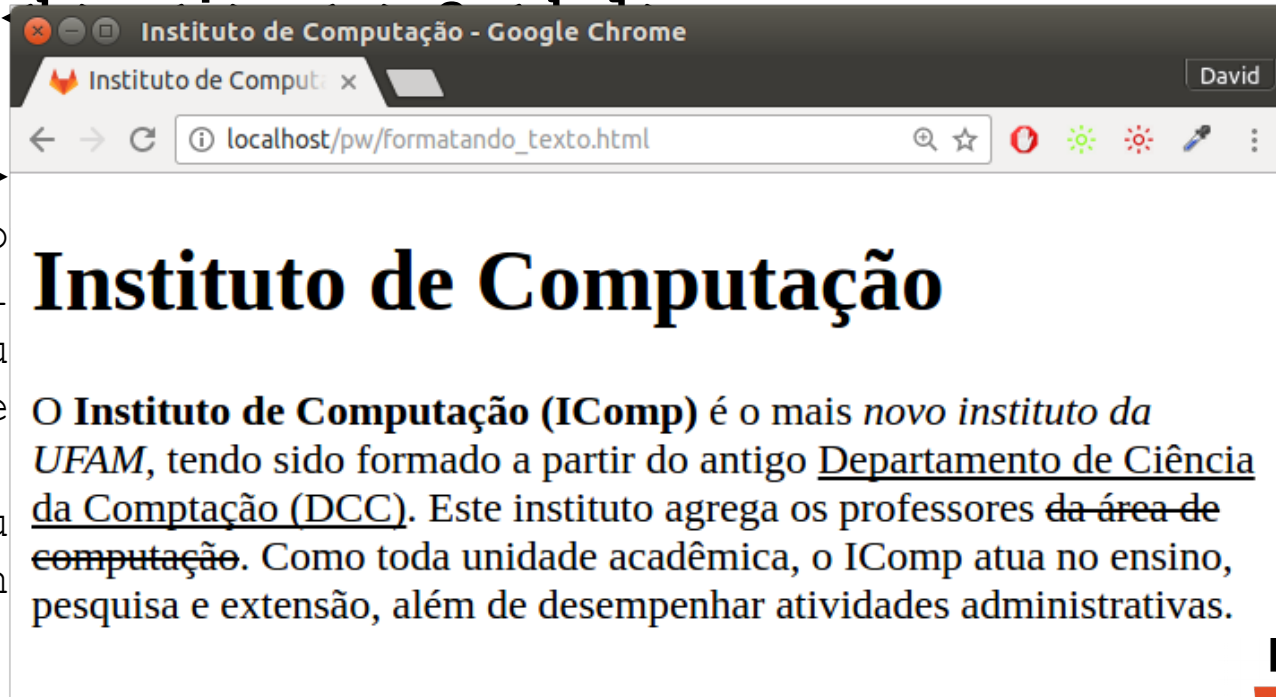 Instituto de Computação - Google Chrome
Instituto de Comput
David
localhost/pw/formatando_texto.html
Instituto de Computação
O Instituto de Computação (IComp) é o mais novo instituto da
UFAM, tendo sido formado a partir do antigo Departamento de Ciência
da Comptação (DCC). Este instituto agrega os professores da área de
computação. Como toda unidade acadêmica, o IComp atua no ensino,
pesquisa e extensão, além de desempenhar atividades administrativas.